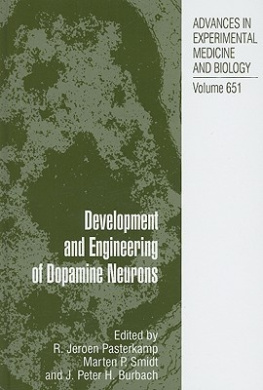 ADVANCES IN
EXPERIMENTAL
MEDICINE
AND BIOLOGY
Volume 651
Development
and Engineering
of Dopamine Neurons
Edited by
R. Jeroen Pasterkamp
Marten P. Smidt
and J. Peter H. Burbach